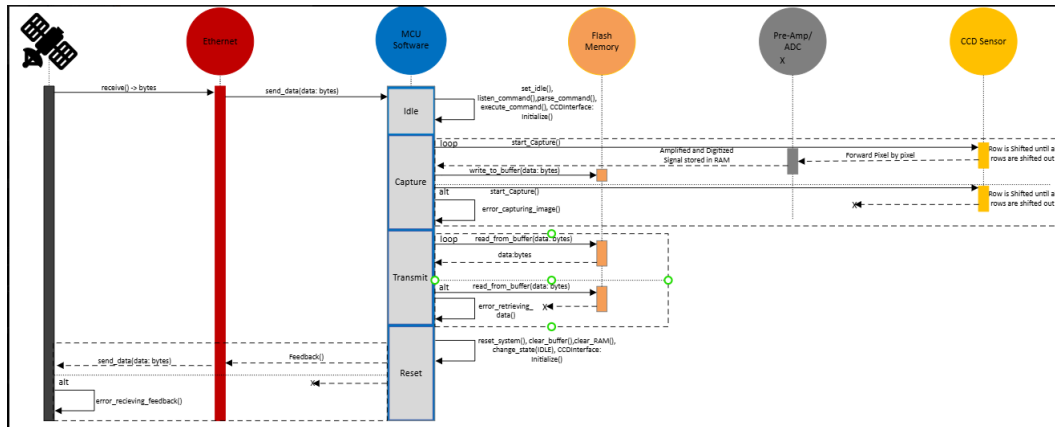 Ethernet
MCU
Software
Flash
Memory
Pre-Amp/
ADC
X
CCD Sensor
receive() -> bytes
send_data(data: bytes)
Idle
set_idle(),
listen_command(),parse_command(),
execute_command(), CCDInterface:
Initialize()
loop
start_Capture()
Amplified and Digitized
Signal stored in RAM
Forward Pixel by pixel
Row is Shifted until a
rows are shifted out
write_to_buffer(data: bytes)
Capture
alt
start_Capture()
X
Row is Shifted until a
rows are shifted out
error_capturing_image()
loop
read_from_buffer(data: bytes)
data:bytes
Transmit
alt
read_from_buffer(data: bytes)
X
error_retrieving_
data()
reset_system(), clear_buffer(),clear_RAM(),
change_state(IDLE), CCDInterface:
Initialize()
Feedback()
send_data(data: bytes)
Reset
X
alt
error_recieving_feedback()